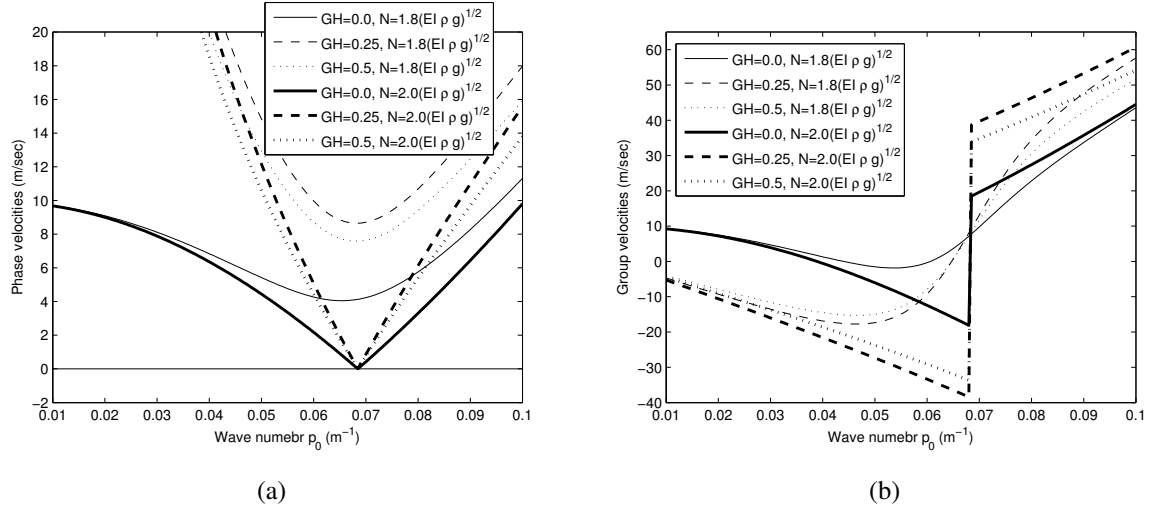 GH=0.0, N=1.8(EI ρ g)^{1/2}
GH=0.25, N=1.8(EI ρ g)^{1/2}
GH=0.5, N=1.8(EI ρ g)^{1/2}
GH=0.0, N=2.0(EI ρ g)^{1/2}
GH=0.25, N=2.0(EI ρ g)^{1/2}
GH=0.5, N=2.0(EI ρ g)^{1/2}
20
18
16
14
12
10
8
6
4
2
0
−2
Phase velocities (m/sec)
0.01 0.02 0.03 0.04 0.05 0.06 0.07 0.08 0.09 0.1
Wave numebr p_0 (m^{-1})
(a)
GH=0.0, N=1.8(EI ρ g)^{1/2}
GH=0.25, N=1.8(EI ρ g)^{1/2}
GH=0.5, N=1.8(EI ρ g)^{1/2}
GH=0.0, N=2.0(EI ρ g)^{1/2}
GH=0.25, N=2.0(EI ρ g)^{1/2}
GH=0.5, N=2.0(EI ρ g)^{1/2}
60
50
40
30
20
10
0
−10
−20
−30
−40
Group velocities (m/sec)
0.01 0.02 0.03 0.04 0.05 0.06 0.07 0.08 0.09 0.1
Wave numebr p_0 (m^{-1})
(b)